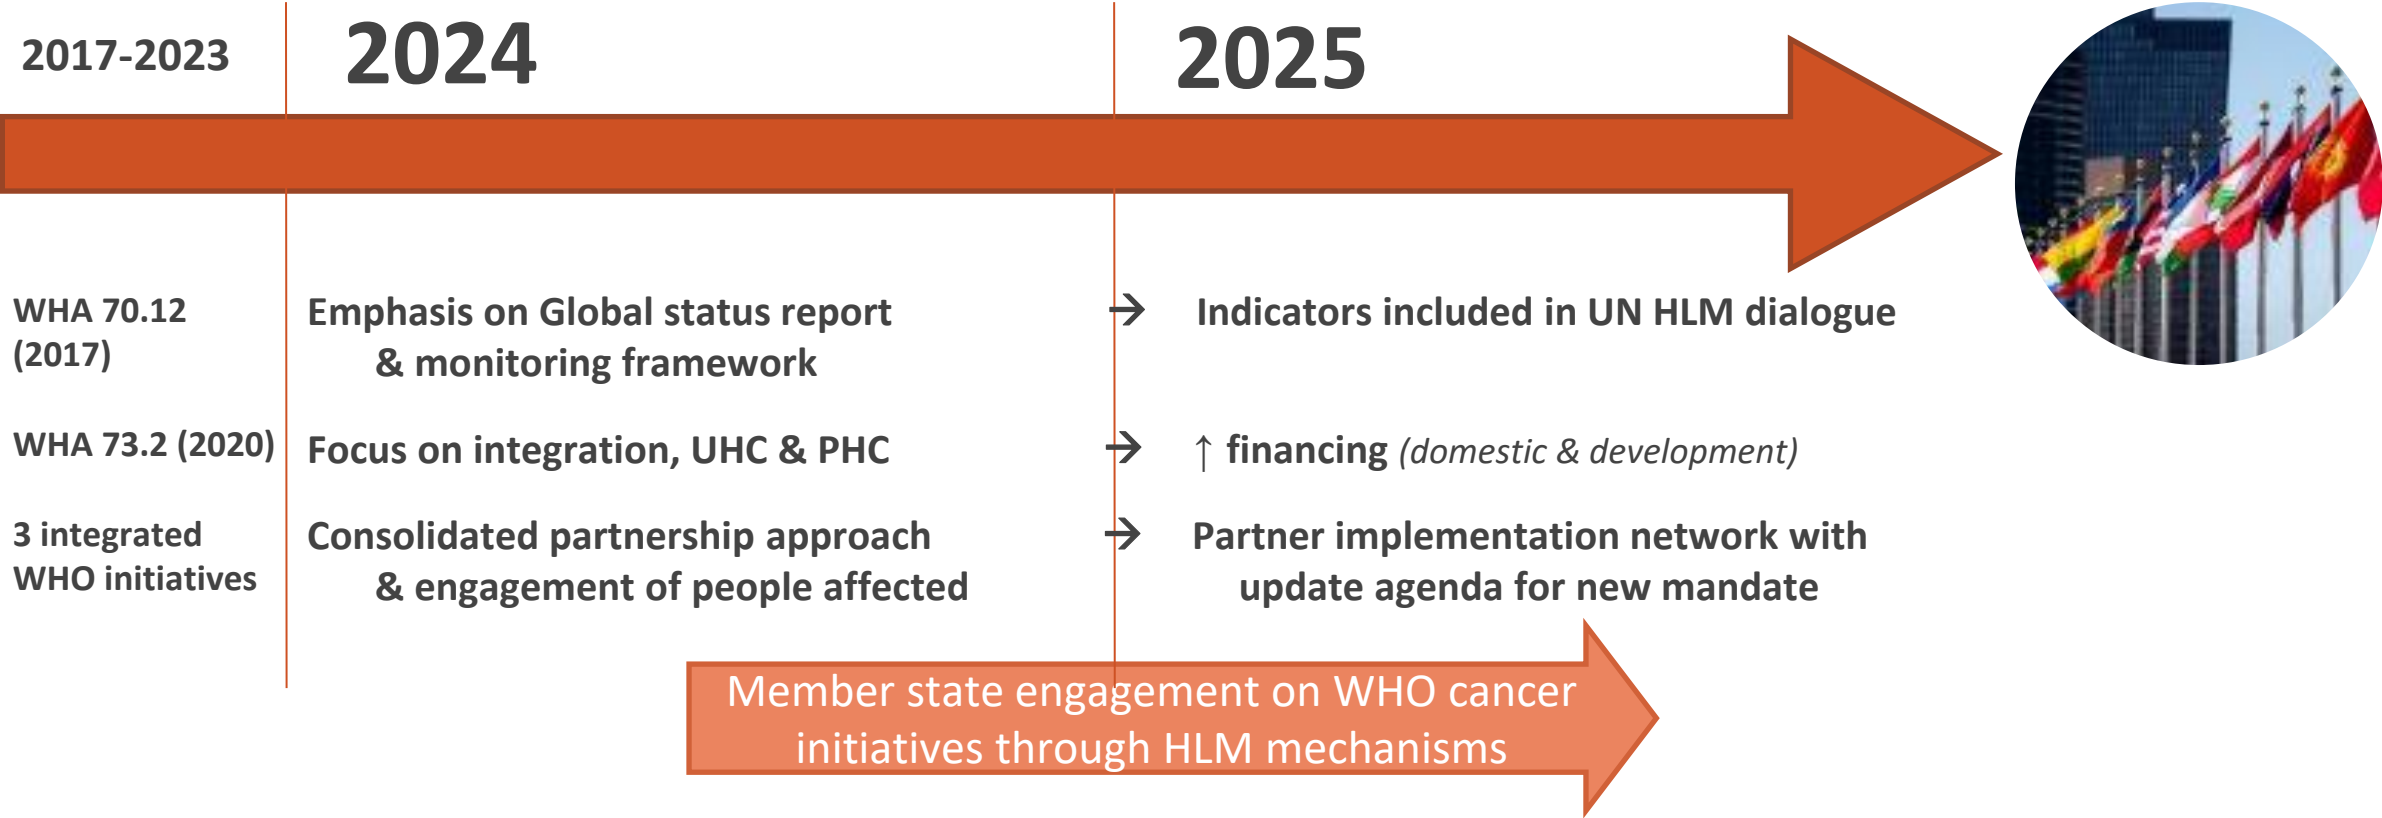 2017-2023
2024
2025
WHA 70.12
(2017)
Emphasis on Global status report
& monitoring framework
→
Indicators included in UN HLM dialogue
WHA 73.2 (2020)
Focus on integration, UHC & PHC
→
↑ financing (domestic & development)
3 integrated
WHO initiatives
Consolidated partnership approach
& engagement of people affected
→
Partner implementation network with
update agenda for new mandate
Member state engagement on WHO cancer
initiatives through HLM mechanisms